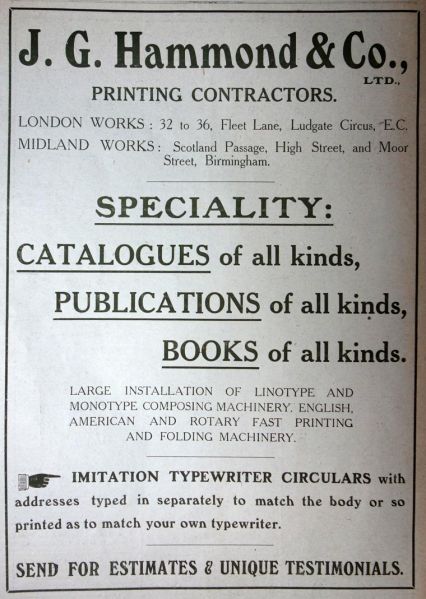 J. G. Hammond & Co.,
LTD.,
PRINTING CONTRACTORS.
LONDON WORKS: 32 to 36, Fleet Lane, Ludgate Circus, E.C.
MIDLAND WORKS: Scotland Passage, High Street, and Moor
Street, Birmingham.
SPECIALITY:
CATALOGUES of all kinds,
PUBLICATIONS of all kinds,
BOOKS of all kinds.
LARGE INSTALLATION OF LINOTYPE AND
MONOTYPE COMPOSING MACHINERY. ENGLISH,
AMERICAN AND ROTARY FAST PRINTING
AND FOLDING MACHINERY.
IMITATION TYPEWRITER CIRCULARS with
addresses typed in separately to match the body or so
printed as to match your own typewriter.
SEND FOR ESTIMATES & UNIQUE TESTIMONIALS.